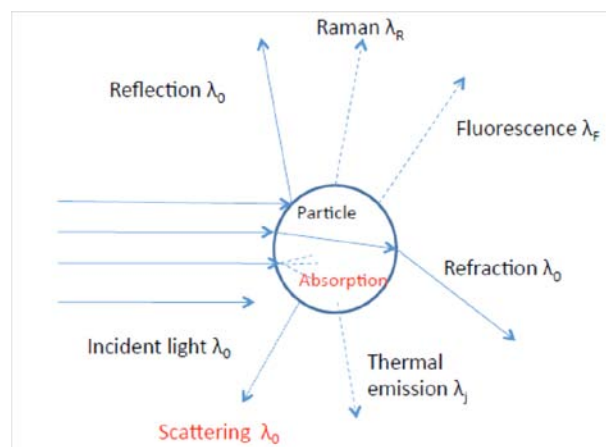 Raman λR
Reflection λ0
Fluorescence λF
Particle
Absorption
Refraction λ0
Incident light λ0
Thermal
emission λj
Scattering λ0